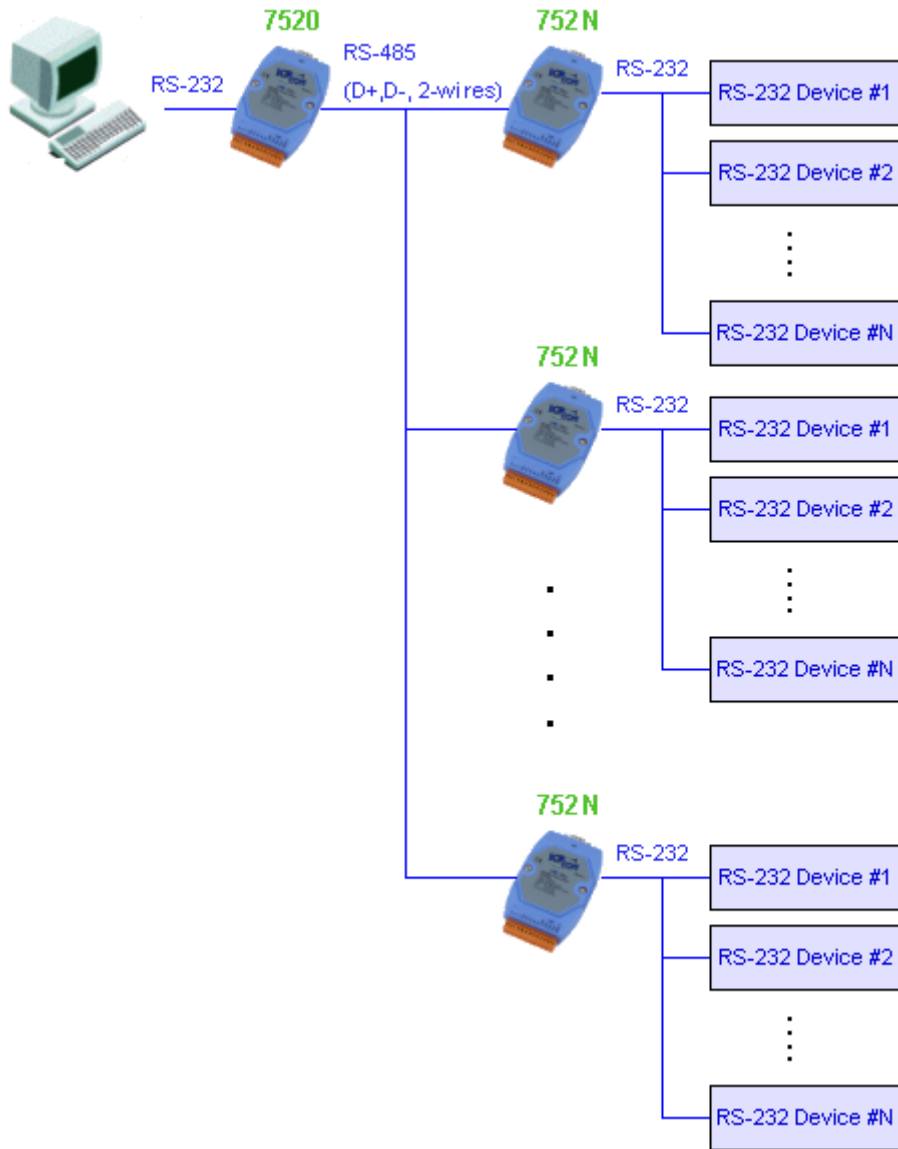 7520
752N
RS-232
RS-485
(D+,D-, 2-wires)
RS-232
RS-232 Device #1
RS-232 Device #2
RS-232 Device #N
752N
RS-232
RS-232 Device #1
RS-232 Device #2
RS-232 Device #N
752N
RS-232
RS-232 Device #1
RS-232 Device #2
RS-232 Device #N